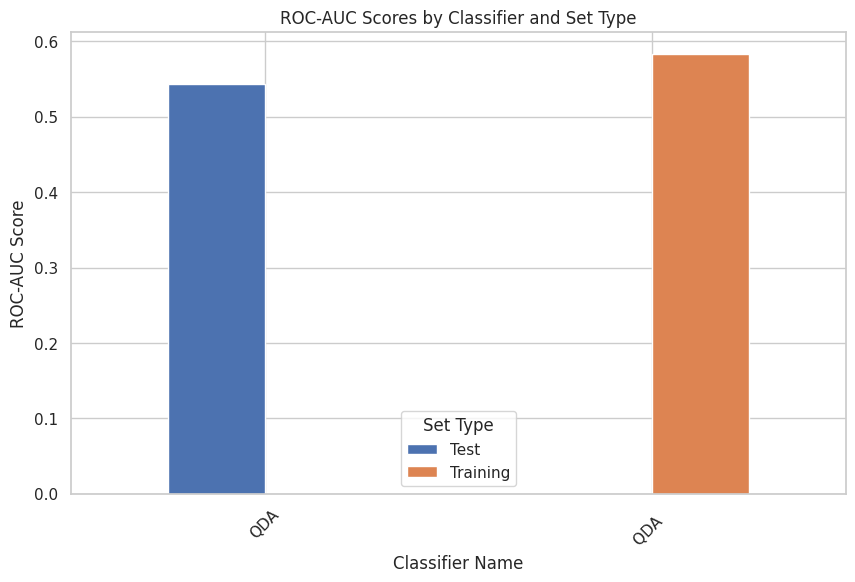 ROC-AUC Scores by Classifier and Set Type
0.6
0.5
0.4
0.3
0.2
0.1
0.0
ROC-AUC Score
Set Type
Test
Training
QDA
QDA
Classifier Name